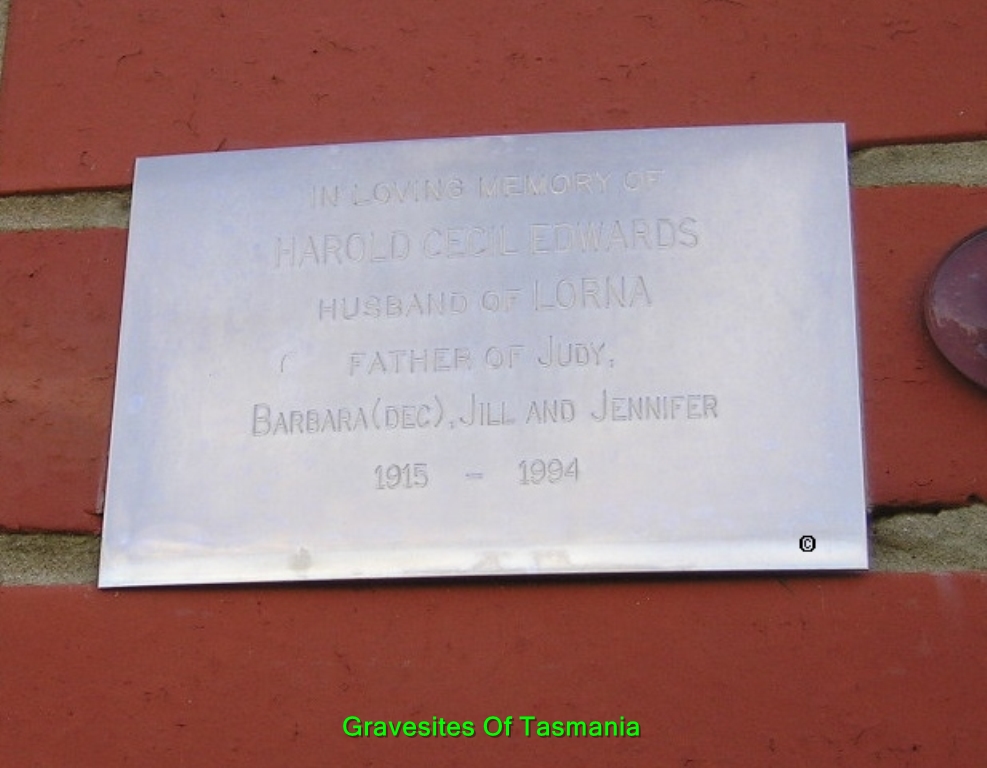 IN LOVING MEMORY OF
HAROLD CECIL EDWARDS
HUSBAND OF LORNA
FATHER OF JUDY,
BARBARA (DEC), JILL AND JENNIFER
1915 - 1994
©
Gravesites Of Tasmania